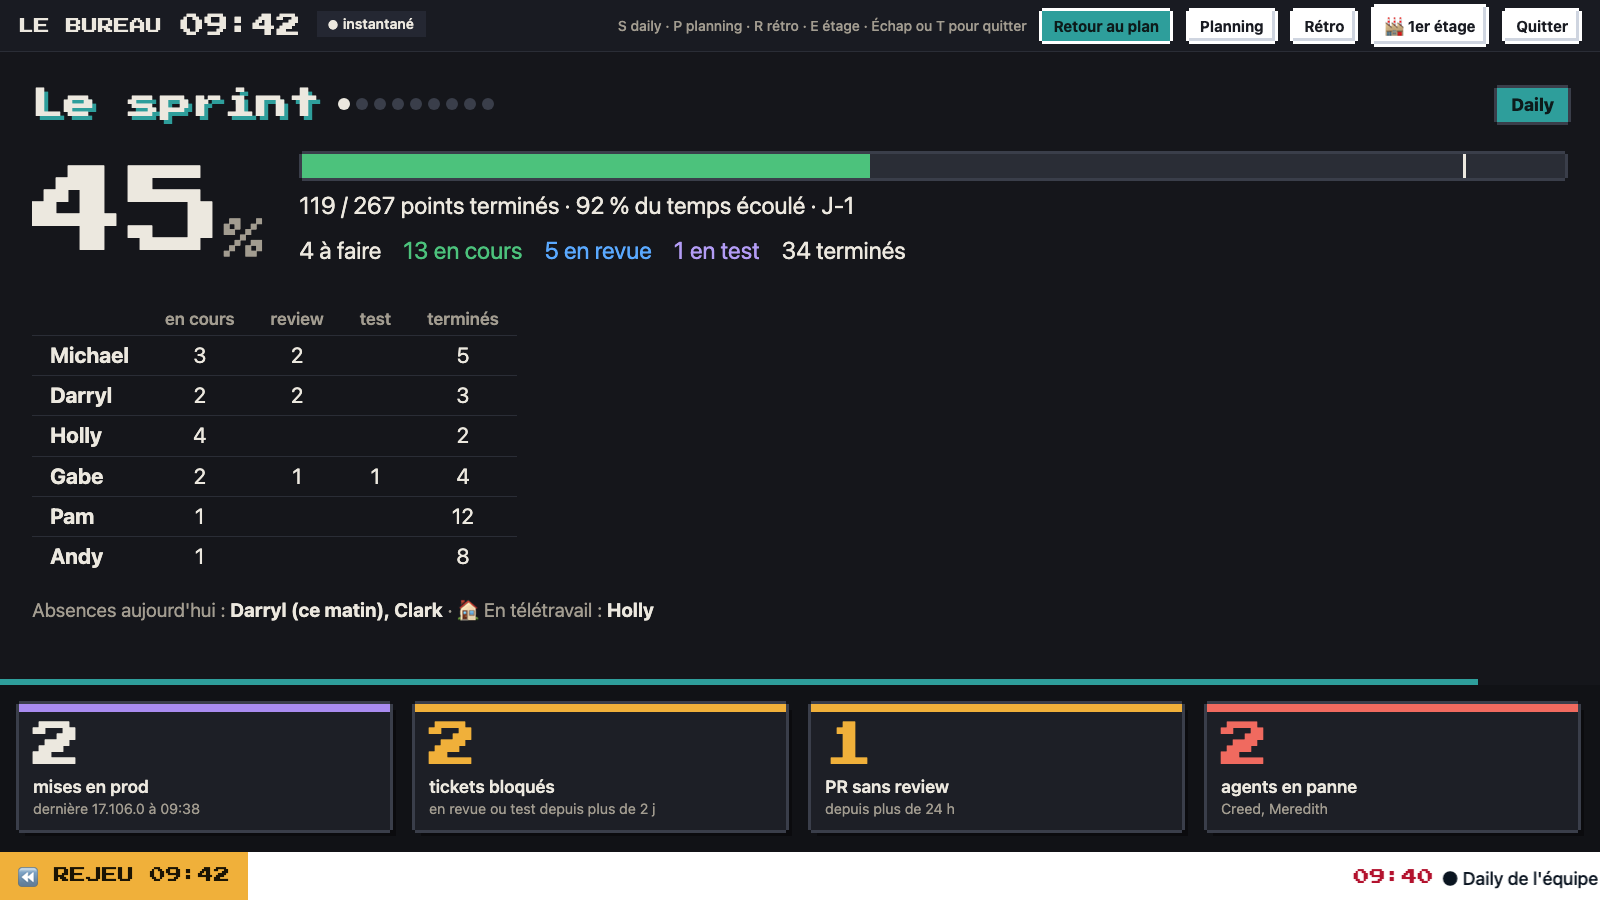 LE BUREAU 09:42 ● instantané S daily · P planning · R rétro · E étage · Échap ou T pour quitter Retour au plan Planning Rétro 🏭 1er étage Quitter
Le sprint Daily
45%
119 / 267 points terminés · 92 % du temps écoulé · J-1
4 à faire 13 en cours 5 en revue 1 en test 34 terminés
en cours review test terminés
Michael 3 2 5
Darryl 2 2 3
Holly 4 2
Gabe 2 1 1 4
Pam 1 12
Andy 1 8
Absences aujourd'hui : Darryl (ce matin), Clark · 🏠 En télétravail : Holly
2
mises en prod
dernière 17.106.0 à 09:38
2
tickets bloqués
en revue ou test depuis plus de 2 j
1
PR sans review
depuis plus de 24 h
2
agents en panne
Creed, Meredith
⏪ REJEU 09:42 09:40 ● Daily de l'équipe